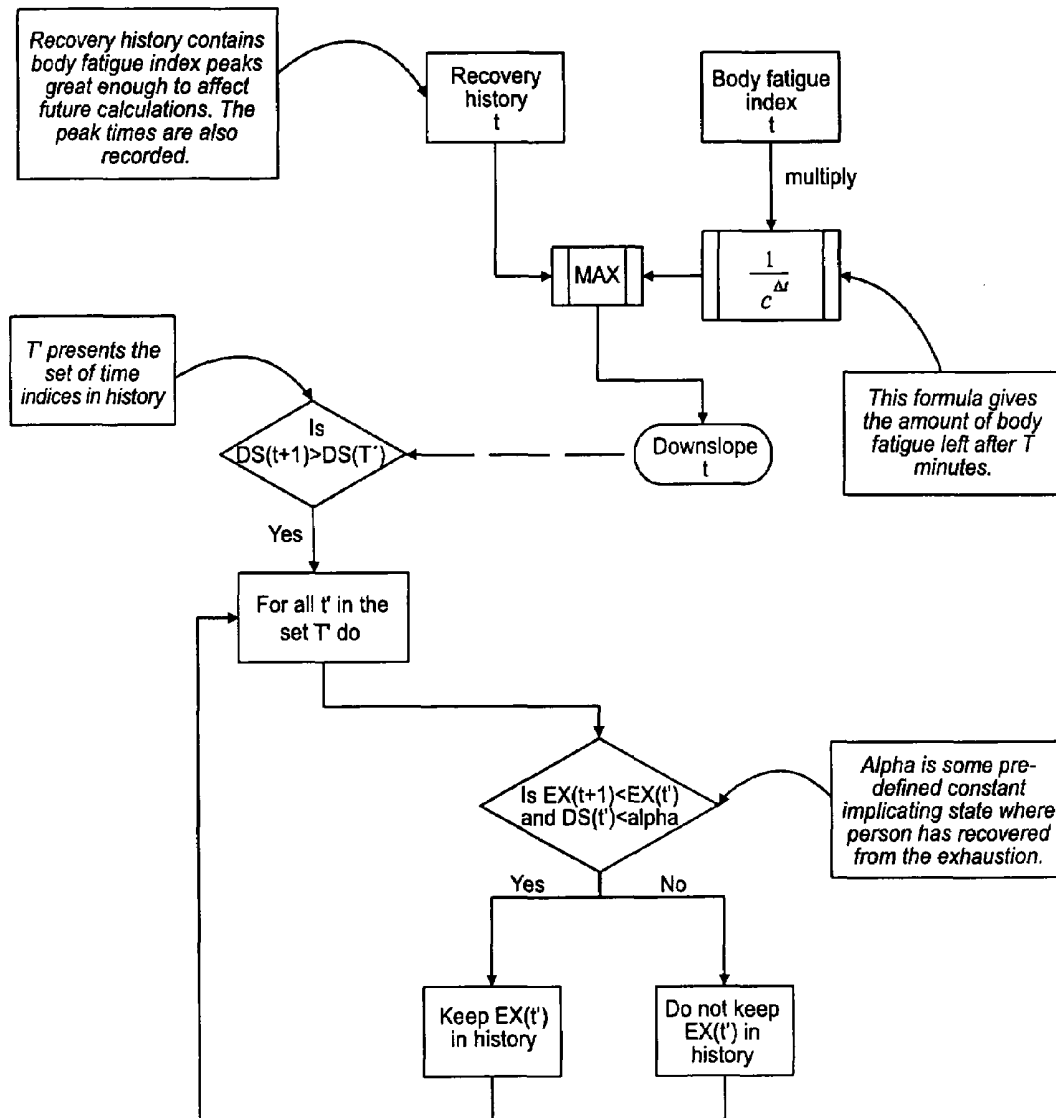 Recovery history contains
body fatigue index peaks
great enough to affect
future calculations. The
peak times are also
recorded.
Recovery
history
t
Body fatigue
index
t
multiply
MAX
1
c^Δt
T' presents the
set of time
indices in history
Is
DS(t+1)>DS(T´)
Downslope
t
This formula gives
the amount of body
fatigue left after T
minutes.
Yes
For all t' in the
set T' do
Is EX(t+1)<EX(t')
and DS(t')<alpha
Alpha is some pre-
defined constant
implicating state where
person has recovered
from the exhaustion.
Yes
No
Keep EX(t')
in history
Do not keep
EX(t') in
history